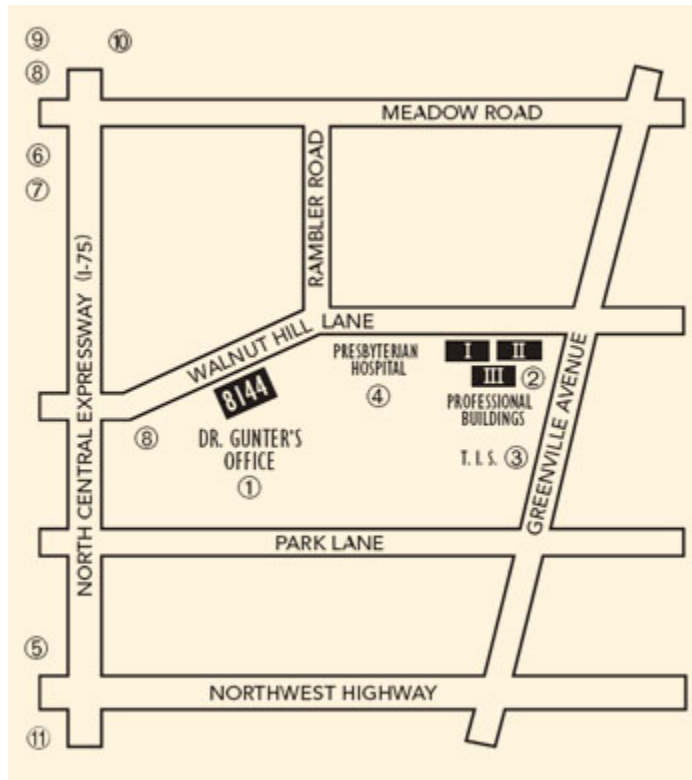 ⑨ ⑩
⑧
MEADOW ROAD
⑥
⑦
RAMBLER ROAD
NORTH CENTRAL EXPRESSWAY (I-75)
WALNUT HILL LANE
PRESBYTERIAN
HOSPITAL
④
I II
III ②
PROFESSIONAL
BUILDINGS
8144
⑧
DR. GUNTER'S
OFFICE
①
T. I. S. ③
GREENVILLE AVENUE
PARK LANE
⑤
NORTHWEST HIGHWAY
⑪